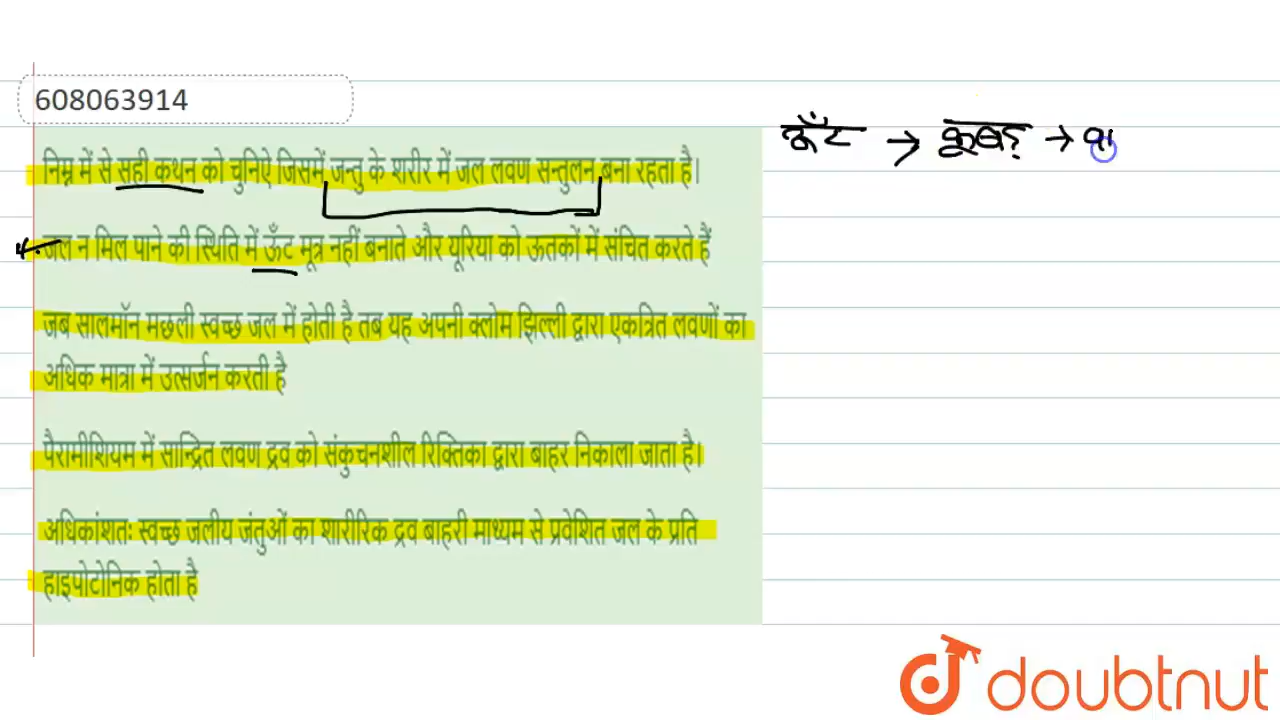 608063914
निम्न में से सही कथन को चुनिऐ जिसमें जन्तु के शरीर में जल लवण सन्तुलन बना रहता है।
जल न मिल पाने की स्थिति में ऊँट मूत्र नहीं बनाते और यूरिया को ऊतकों में संचित करते हैं
जब सालमॉन मछली स्वच्छ जल में होती है तब यह अपनी क्लोम झिल्ली द्वारा एकत्रित लवणों का
अधिक मात्रा में उत्सर्जन करती है
पैरामीशियम में सान्द्रित लवण द्रव को संकुचनशील रिक्तिका द्वारा बाहर निकाला जाता है।
अधिकांशतः स्वच्छ जलीय जंतुओं का शारीरिक द्रव बाहरी माध्यम से प्रवेशित जल के प्रति
हाइपोटोनिक होता है
ऊँट → कूबड़ → वा
doubtnut